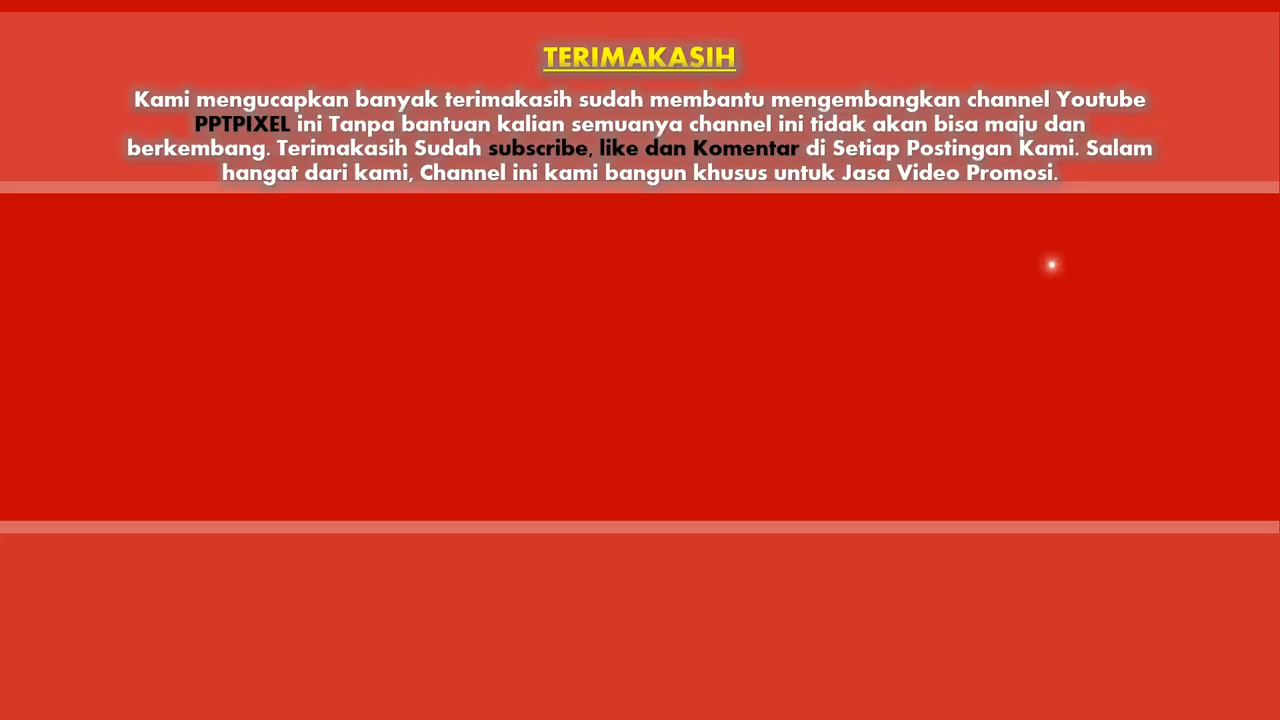 TERIMAKASIH
Kami mengucapkan banyak terimakasih sudah membantu mengembangkan channel Youtube
PPTPIXEL ini Tanpa bantuan kalian semuanya channel ini tidak akan bisa maju dan
berkembang. Terimakasih Sudah subscribe, like dan Komentar di Setiap Postingan Kami. Salam
hangat dari kami, Channel ini kami bangun khusus untuk Jasa Video Promosi.